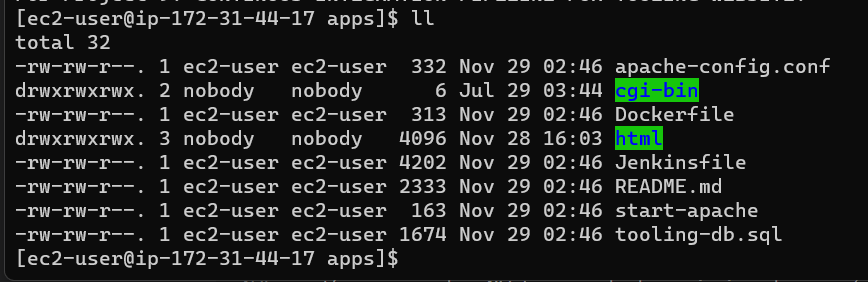 [ec2-user@ip-172-31-44-17 apps]$ ll
total 32
-rw-rw-r--. 1 ec2-user ec2-user  332 Nov 29 02:46 apache-config.conf
drwxrwxrwx. 2 nobody   nobody      6 Jul 29 03:44 cgi-bin
-rw-rw-r--. 1 ec2-user ec2-user  313 Nov 29 02:46 Dockerfile
drwxrwxrwx. 3 nobody   nobody   4096 Nov 28 16:03 html
-rw-rw-r--. 1 ec2-user ec2-user 4202 Nov 29 02:46 Jenkinsfile
-rw-rw-r--. 1 ec2-user ec2-user 2333 Nov 29 02:46 README.md
-rw-rw-r--. 1 ec2-user ec2-user  163 Nov 29 02:46 start-apache
-rw-rw-r--. 1 ec2-user ec2-user 1674 Nov 29 02:46 tooling-db.sql
[ec2-user@ip-172-31-44-17 apps]$